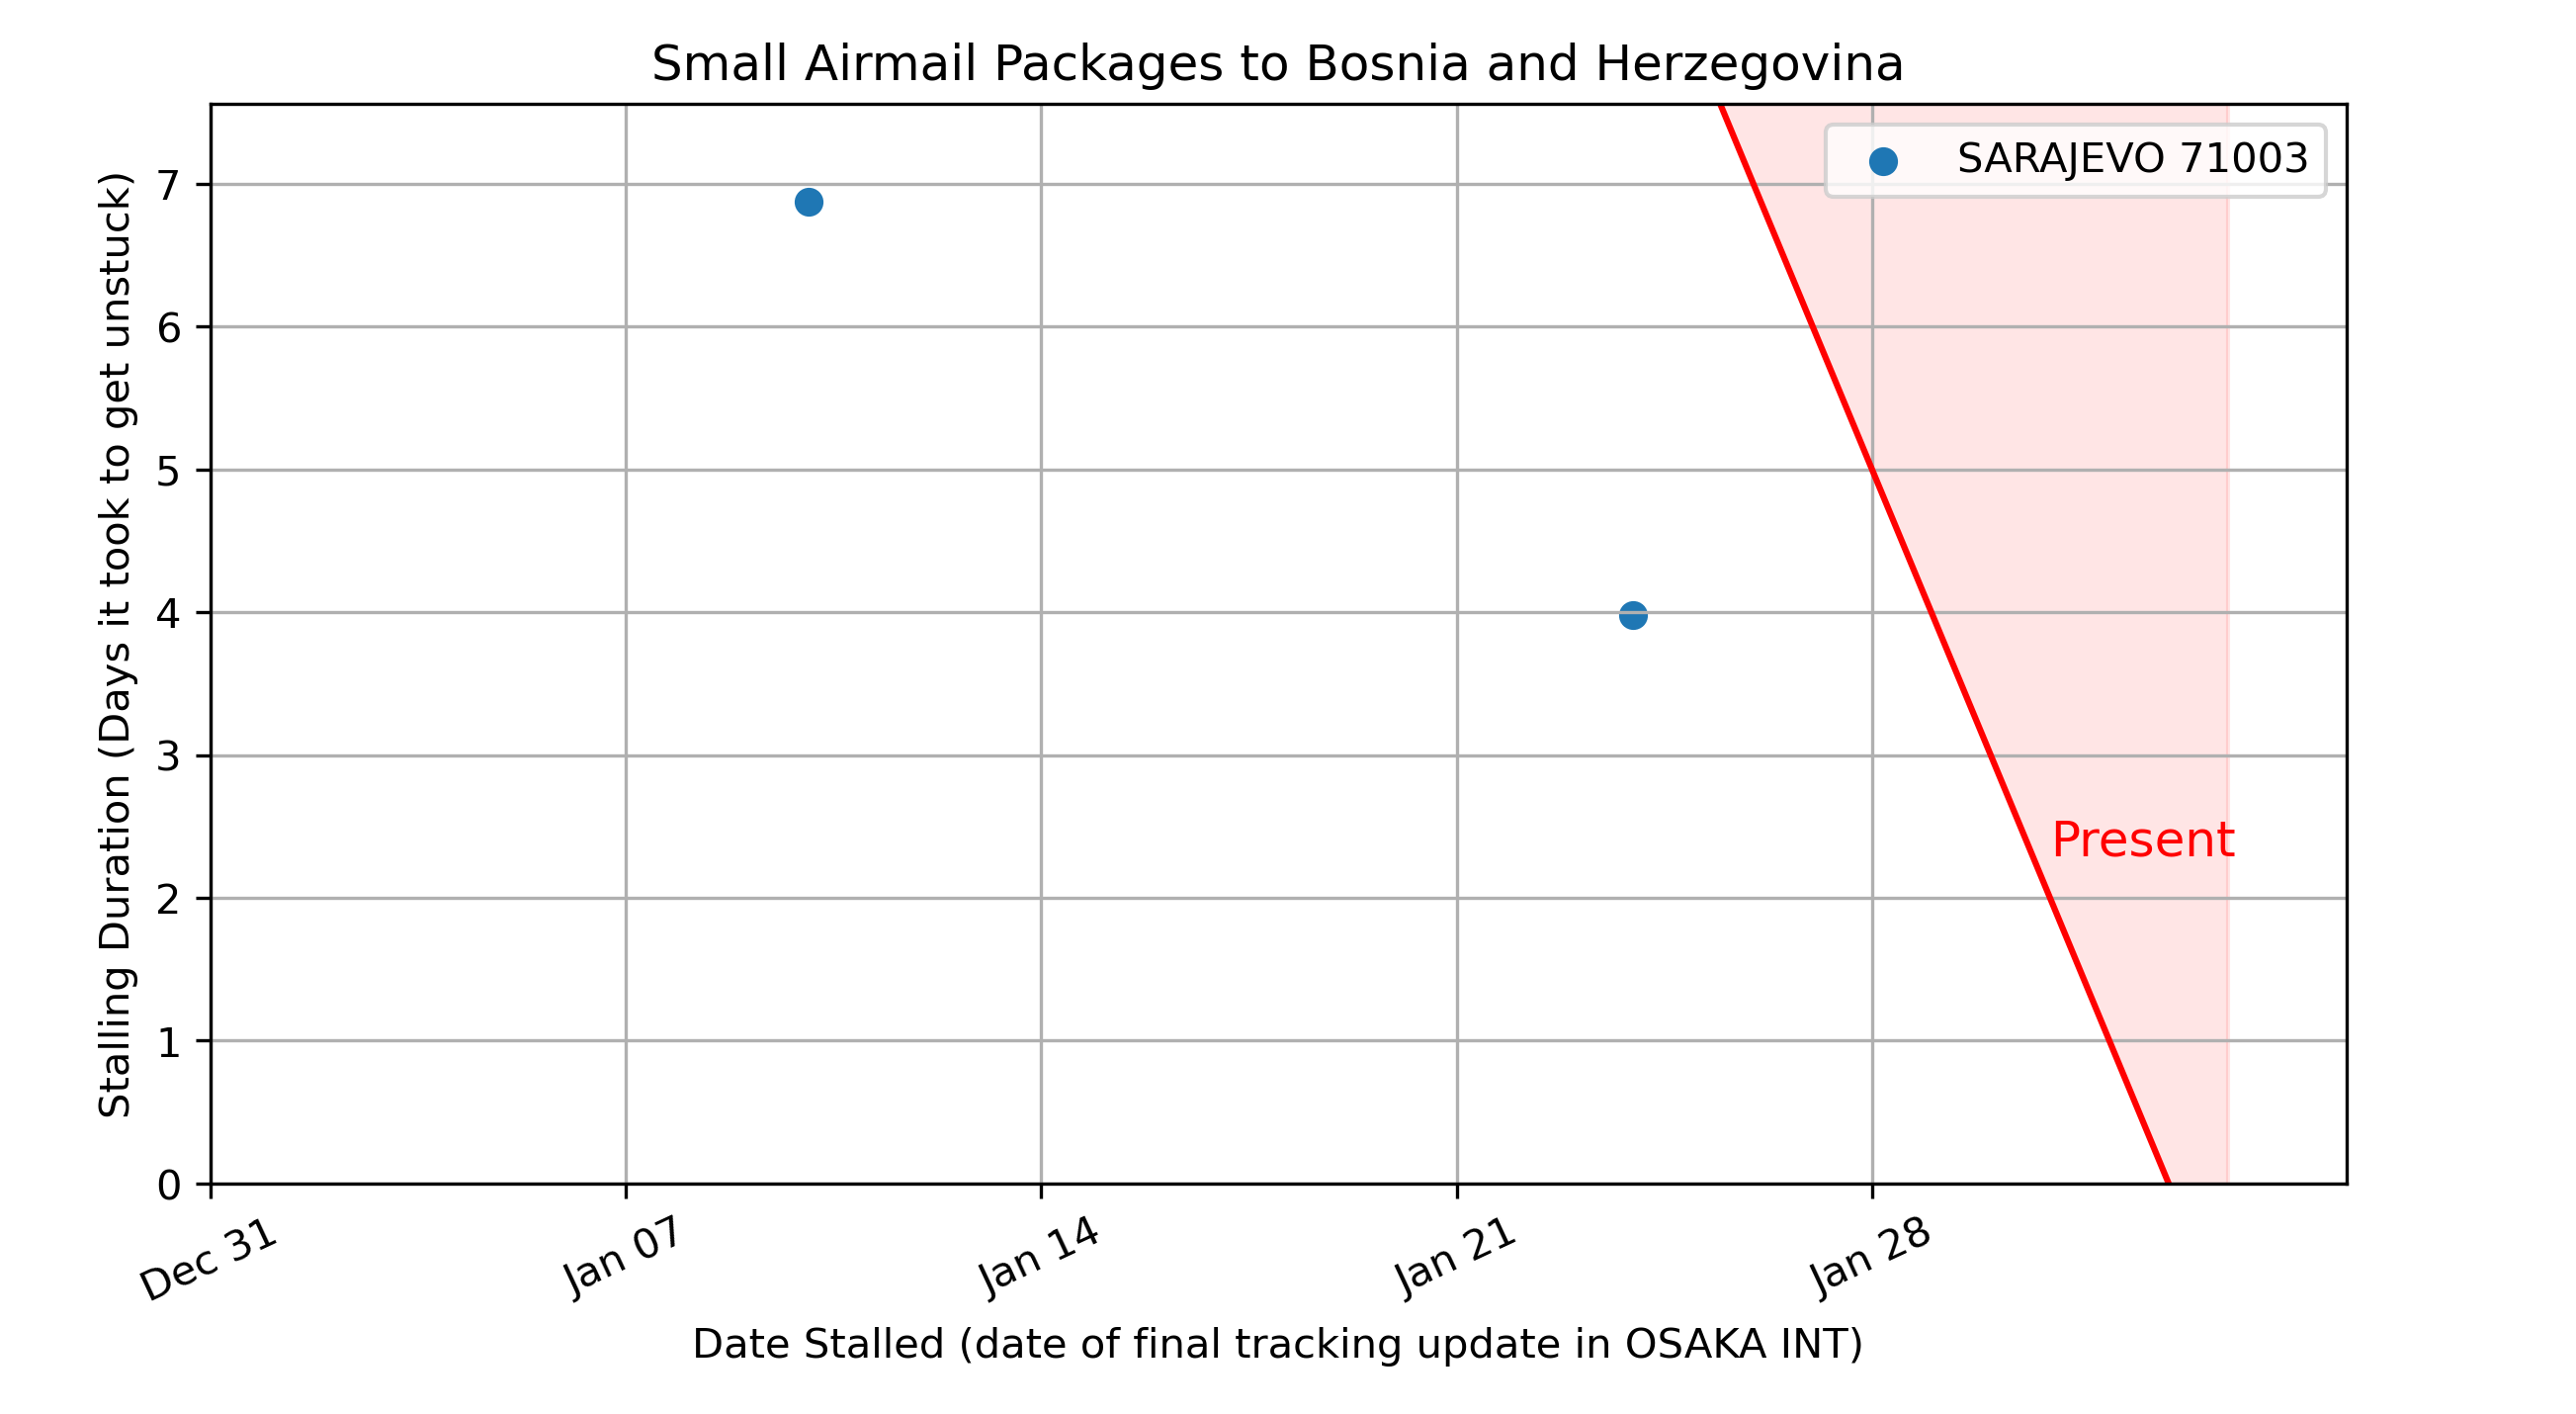 Small Airmail Packages to Bosnia and Herzegovina
SARAJEVO 71003
Stalling Duration (Days it took to get unstuck)
7
6
5
4
3
2
1
0
Present
Dec 31
Jan 07
Jan 14
Jan 21
Jan 28
Date Stalled (date of final tracking update in OSAKA INT)